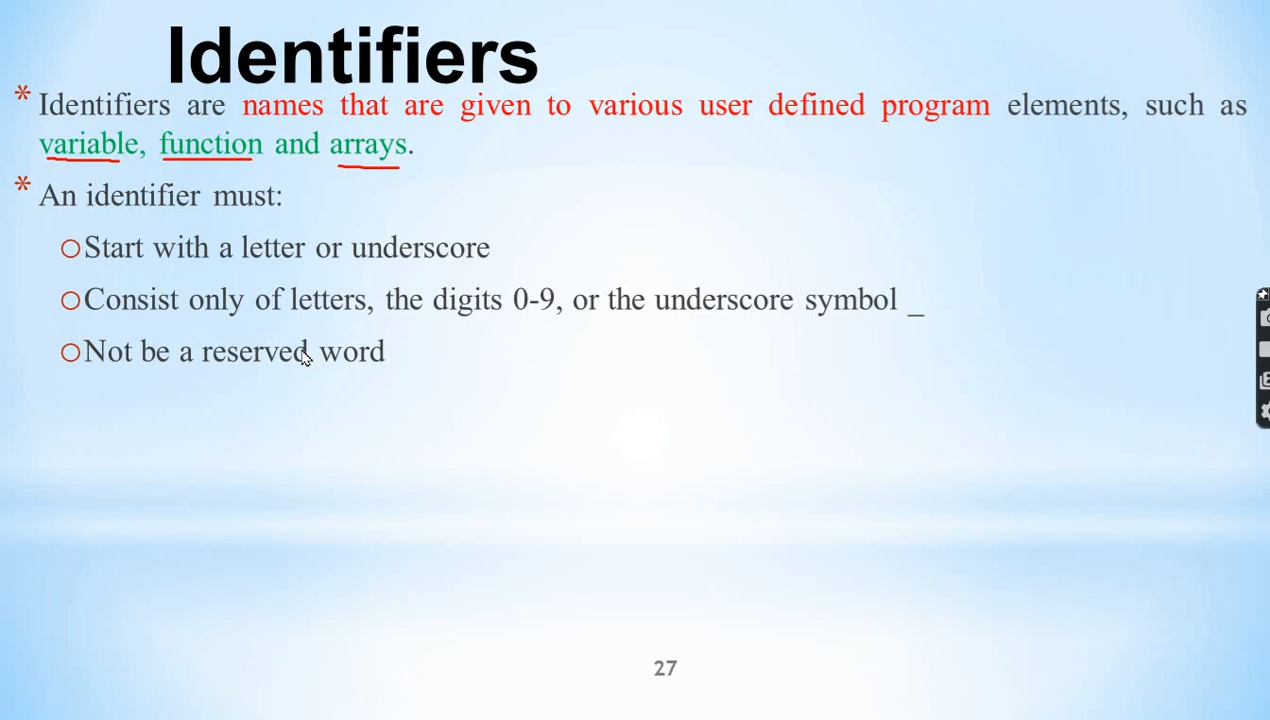 Identifiers
* Identifiers are names that are given to various user defined program elements, such as
variable, function and arrays.
* An identifier must:
Start with a letter or underscore
Consist only of letters, the digits 0-9, or the underscore symbol _
Not be a reserved word
27